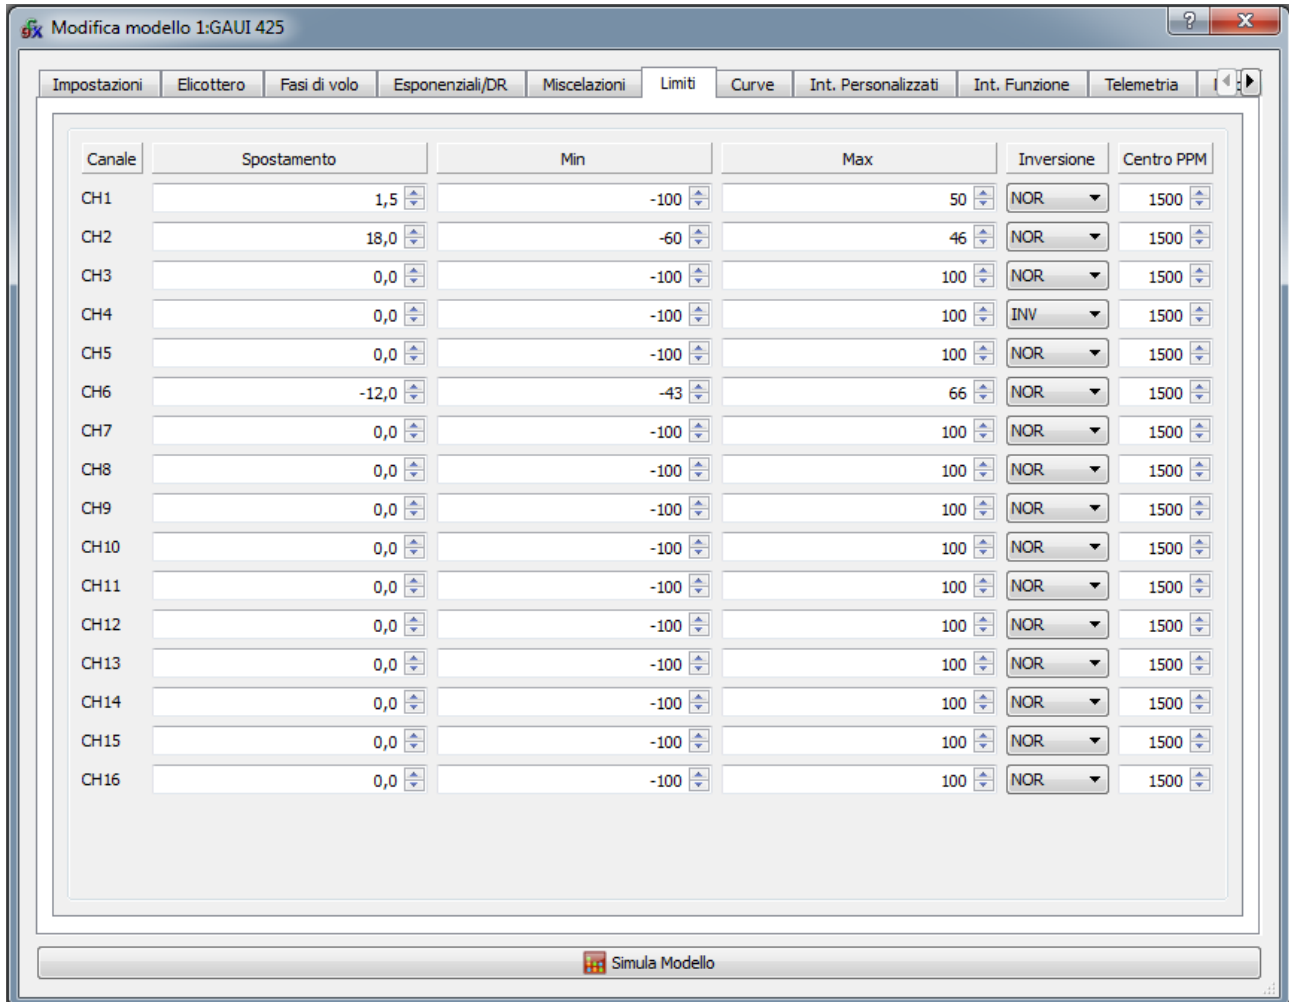 Modifica modello 1:GAUI 425
Impostazioni Elicottero Fasi di volo Esponenziali/DR Miscelazioni Limiti Curve Int. Personalizzati Int. Funzione Telemetria
Canale Spostamento Min Max Inversione Centro PPM
CH1 1,5 -100 50 NOR 1500
CH2 18,0 -60 46 NOR 1500
CH3 0,0 -100 100 NOR 1500
CH4 0,0 -100 100 INV 1500
CH5 0,0 -100 100 NOR 1500
CH6 -12,0 -43 66 NOR 1500
CH7 0,0 -100 100 NOR 1500
CH8 0,0 -100 100 NOR 1500
CH9 0,0 -100 100 NOR 1500
CH10 0,0 -100 100 NOR 1500
CH11 0,0 -100 100 NOR 1500
CH12 0,0 -100 100 NOR 1500
CH13 0,0 -100 100 NOR 1500
CH14 0,0 -100 100 NOR 1500
CH15 0,0 -100 100 NOR 1500
CH16 0,0 -100 100 NOR 1500
Simula Modello